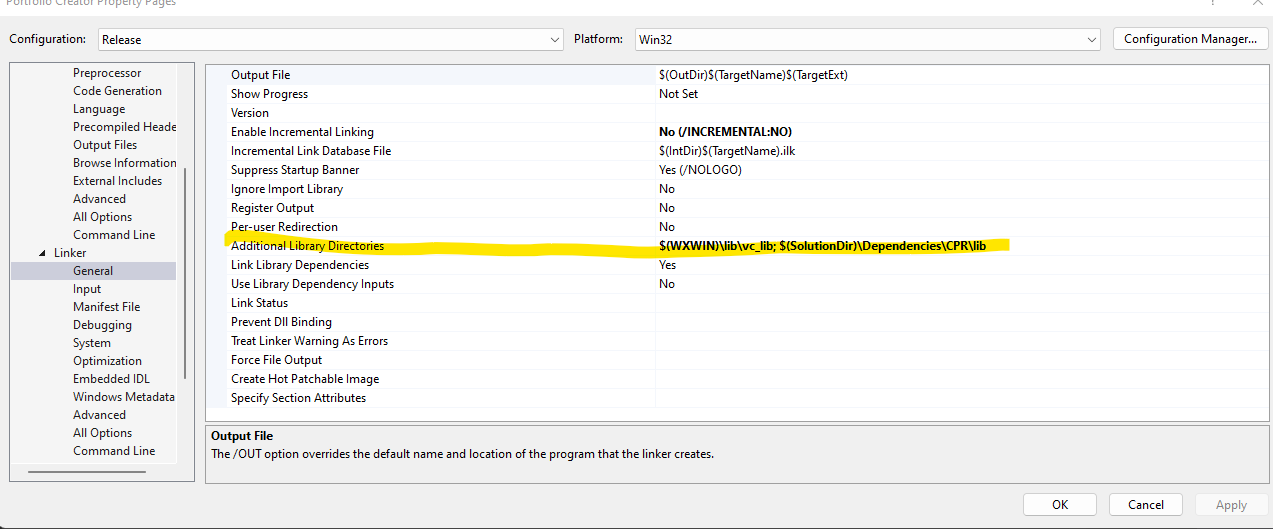 Portfolio Creator Property Pages
Configuration: Release Platform: Win32 Configuration Manager...
Preprocessor
Code Generation
Language
Precompiled Heade
Output Files
Browse Information
External Includes
Advanced
All Options
Command Line
Linker
General
Input
Manifest File
Debugging
System
Optimization
Embedded IDL
Windows Metadata
Advanced
All Options
Command Line
Output File $(OutDir)$(TargetName)$(TargetExt)
Show Progress Not Set
Version
Enable Incremental Linking No (/INCREMENTAL:NO)
Incremental Link Database File $(IntDir)$(TargetName).ilk
Suppress Startup Banner Yes (/NOLOGO)
Ignore Import Library No
Register Output No
Per-user Redirection No
Additional Library Directories $(WXWIN)\lib\vc_lib; $(SolutionDir)\Dependencies\CPR\lib
Link Library Dependencies Yes
Use Library Dependency Inputs No
Link Status
Prevent Dll Binding
Treat Linker Warning As Errors
Force File Output
Create Hot Patchable Image
Specify Section Attributes
Output File
The /OUT option overrides the default name and location of the program that the linker creates.
OK Cancel Apply